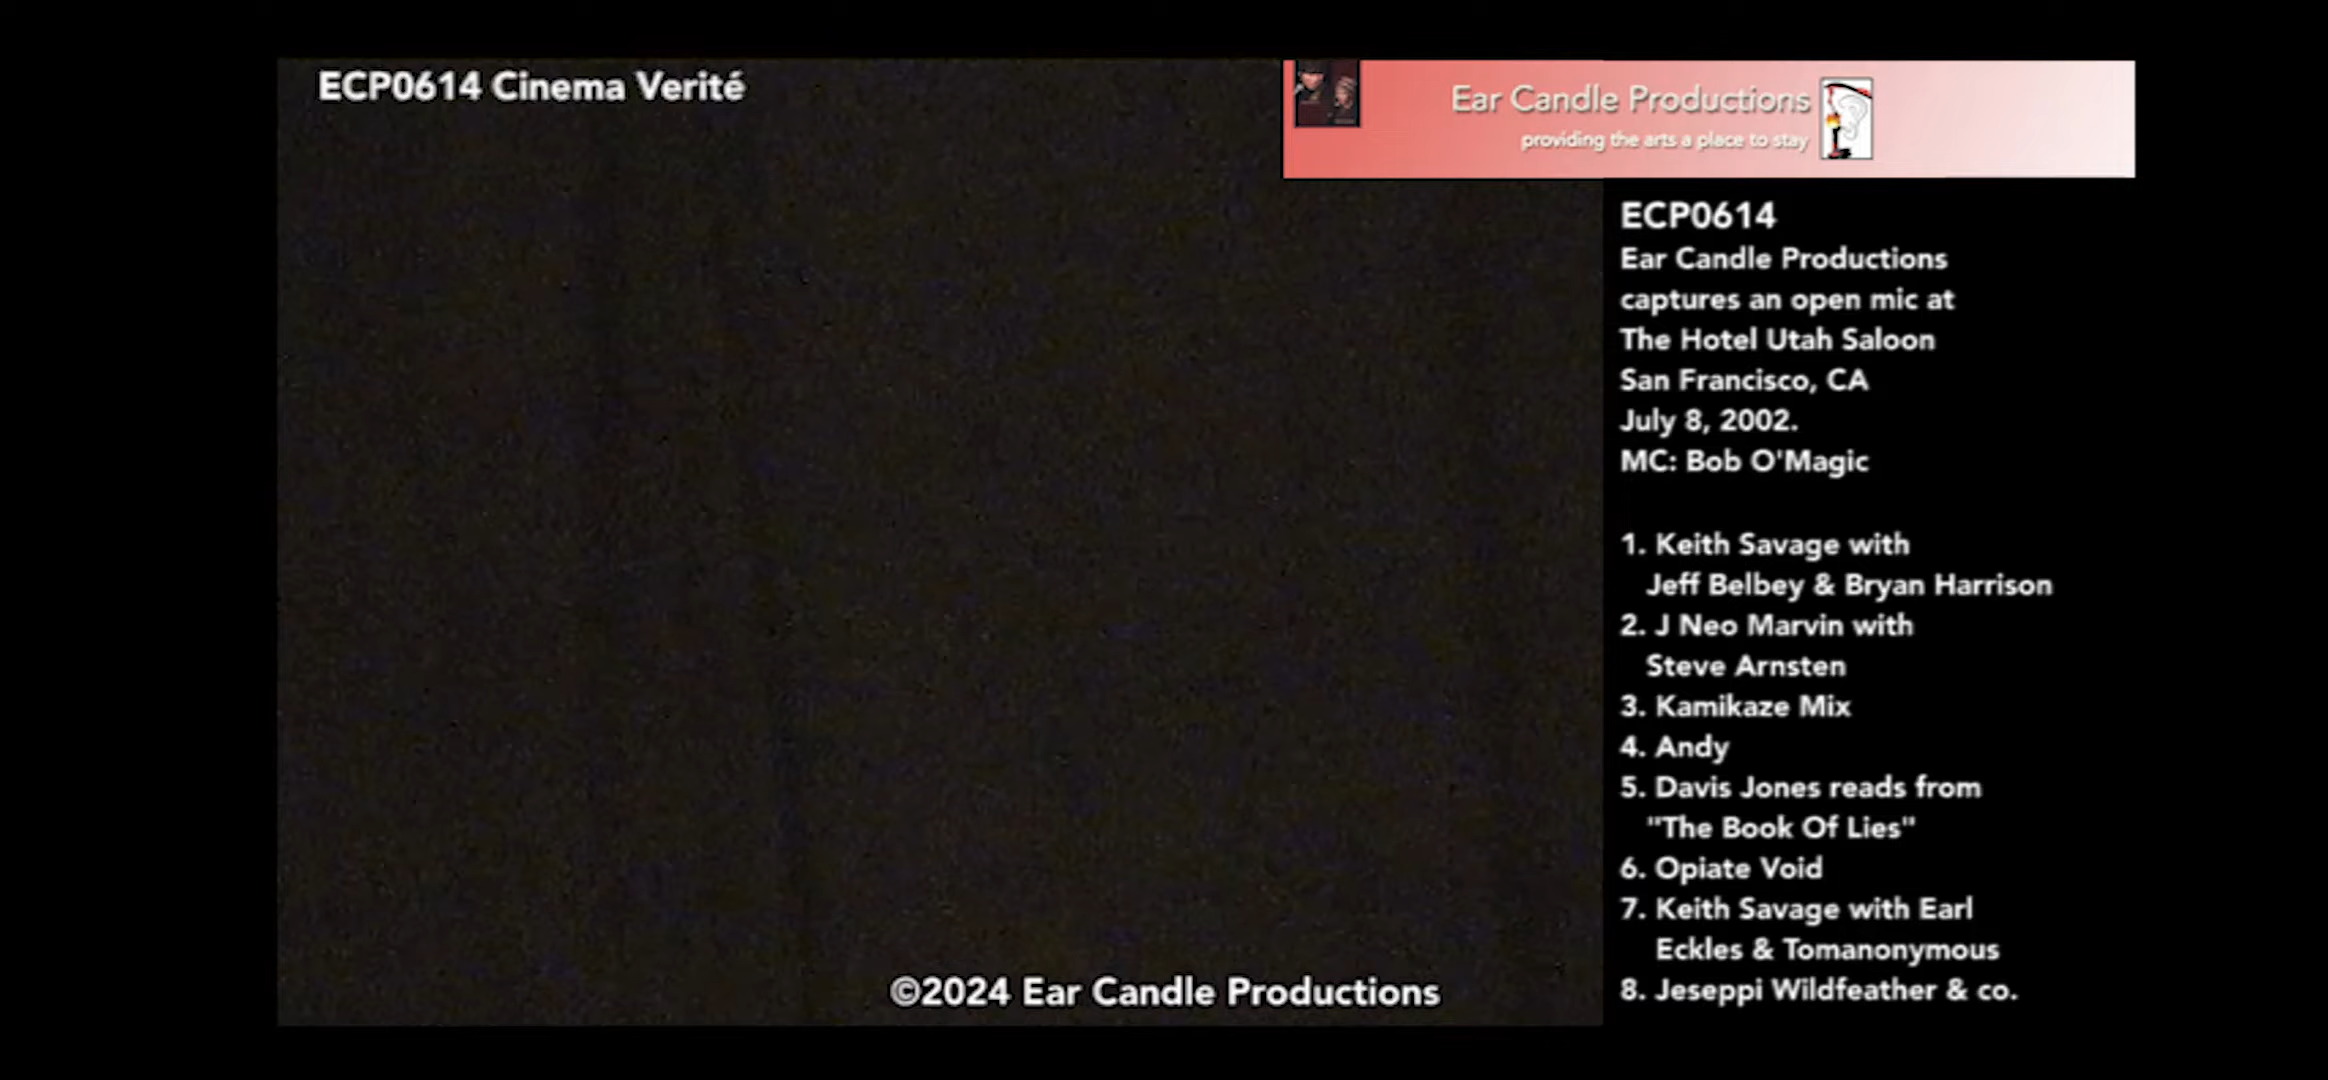 ECP0614 Cinema Verité
Ear Candle Productions
providing the arts a place to stay
ECP0614
Ear Candle Productions
captures an open mic at
The Hotel Utah Saloon
San Francisco, CA
July 8, 2002.
MC: Bob O'Magic
1. Keith Savage with
Jeff Belbey & Bryan Harrison
2. J Neo Marvin with
Steve Arnsten
3. Kamikaze Mix
4. Andy
5. Davis Jones reads from
"The Book Of Lies"
6. Opiate Void
7. Keith Savage with Earl
Eckles & Tomanonymous
8. Jeseppi Wildfeather & co.
©2024 Ear Candle Productions